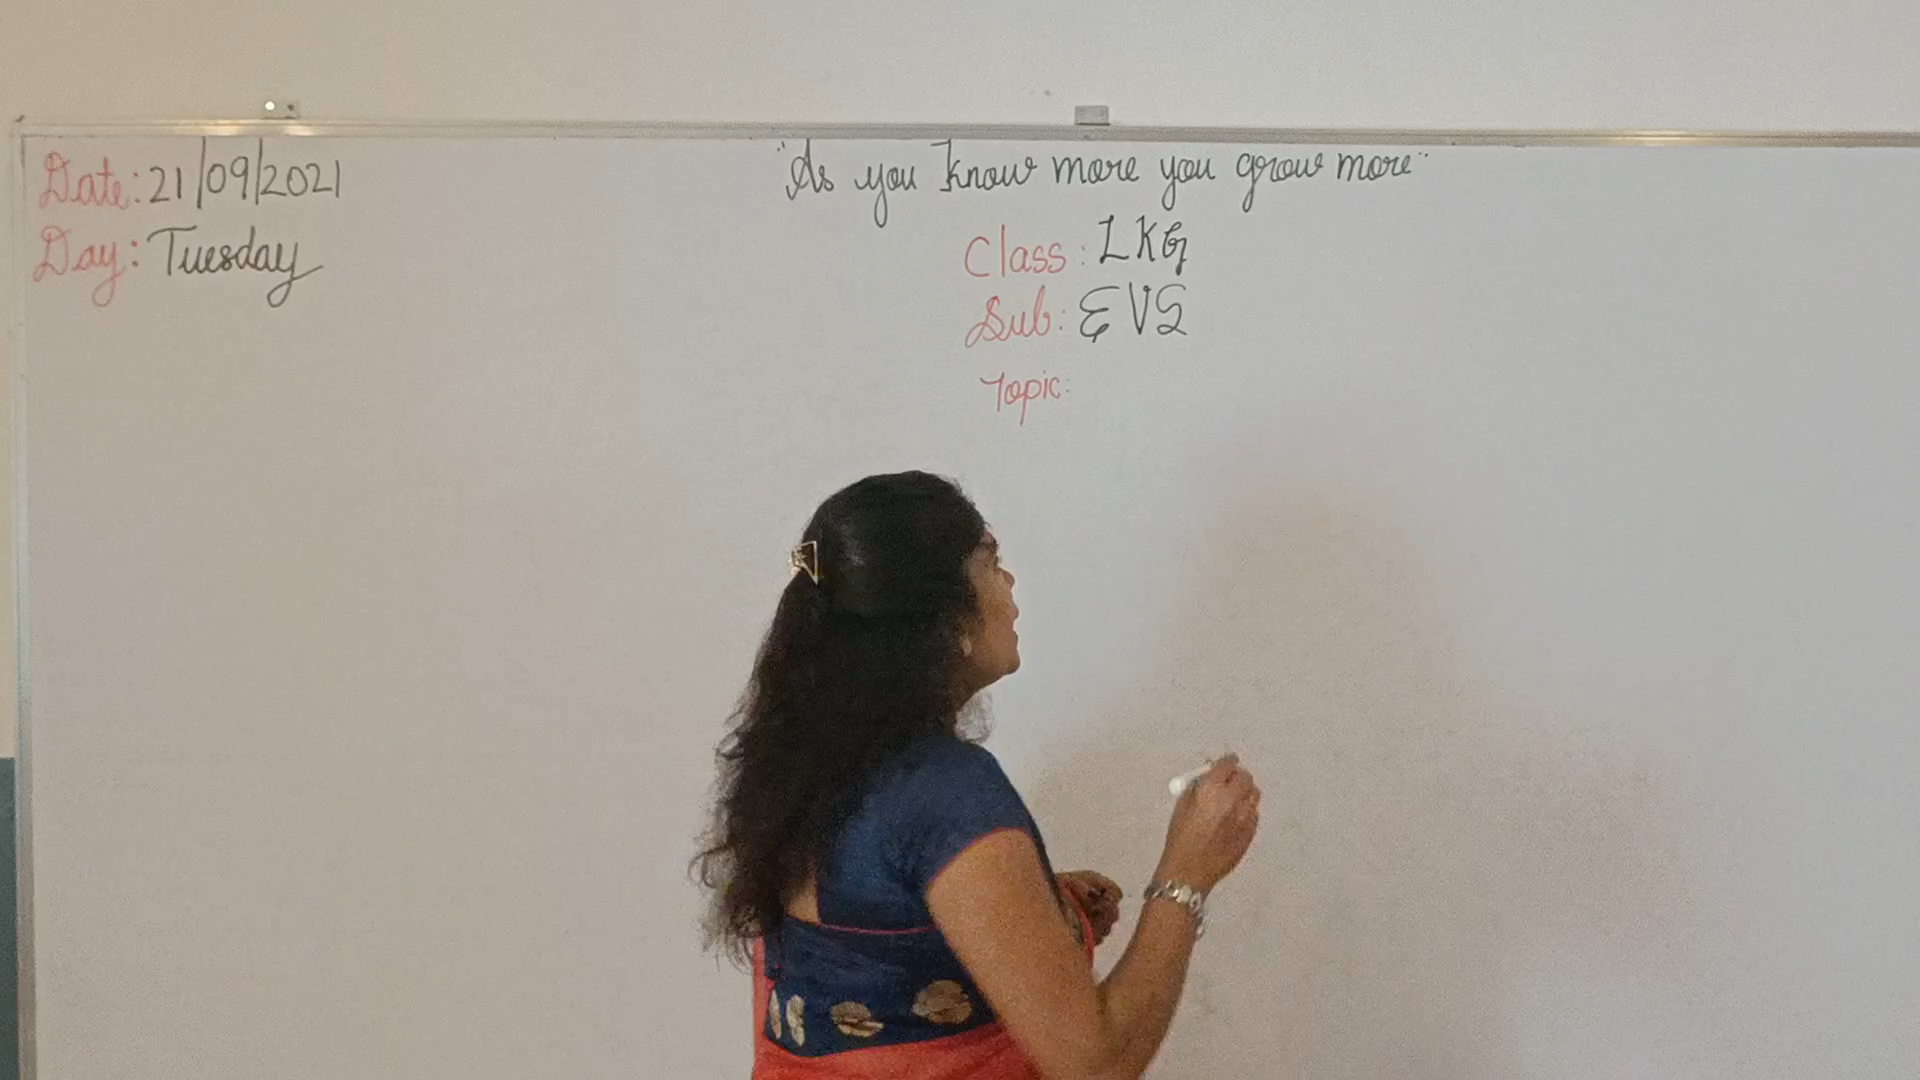 Date: 21/09/2021
Day: Tuesday
"As you know more you grow more"
Class: LKG
Sub: EVS
Topic: